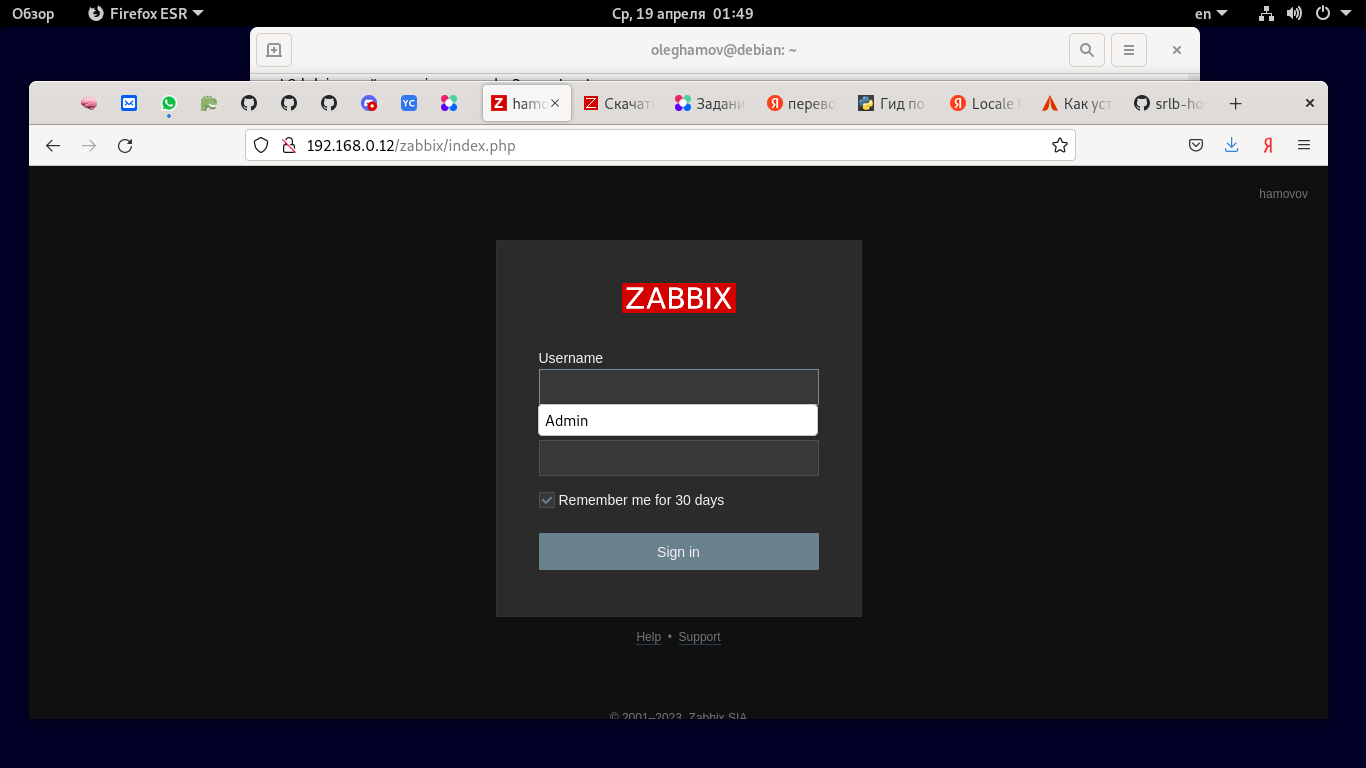 Обзор Firefox ESR Ср, 19 апреля 01:49 en
oleghamov@debian: ~
YC hamo Скачать Задани перево Гид по Locale Как уст srlb-ho
192.168.0.12/zabbix/index.php Я
hamovov
ZABBIX
Username
Admin
Remember me for 30 days
Sign in
Help • Support
© 2001–2023, Zabbix SIA